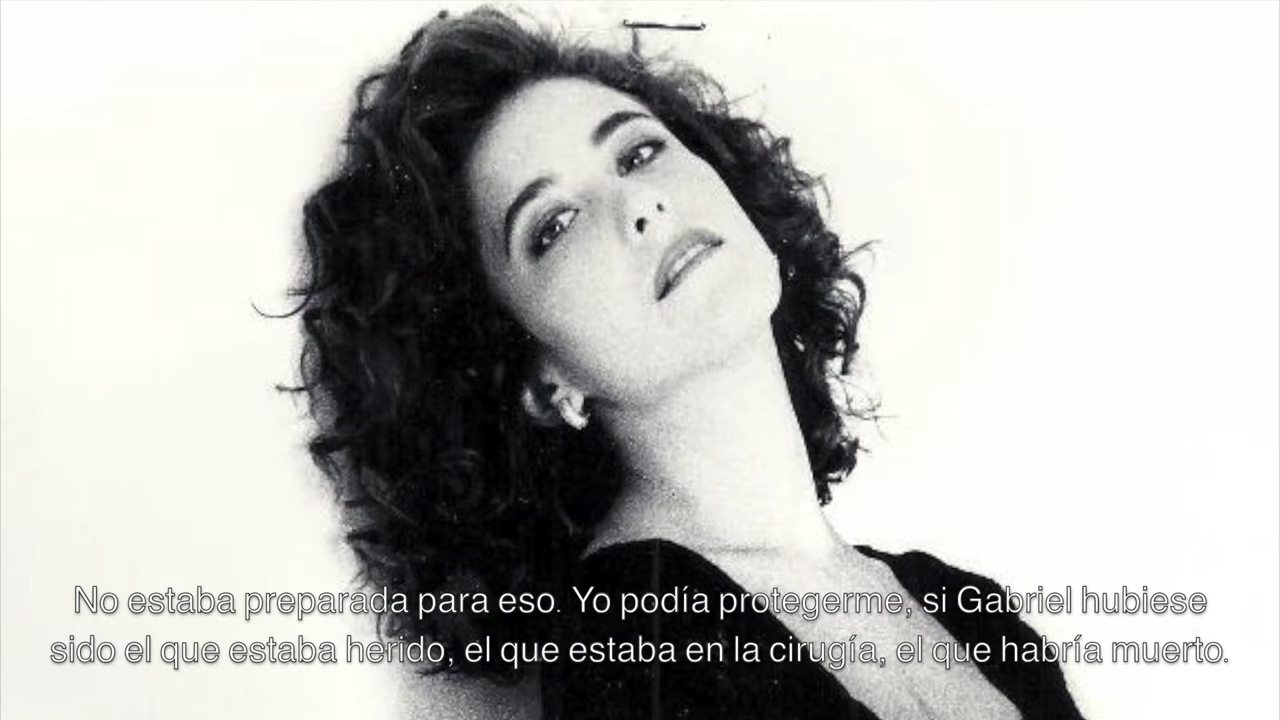 No estaba preparada para eso. Yo podía protegerme, si Gabriel hubiese
sido el que estaba herido, el que estaba en la cirugía, el que habría muerto.